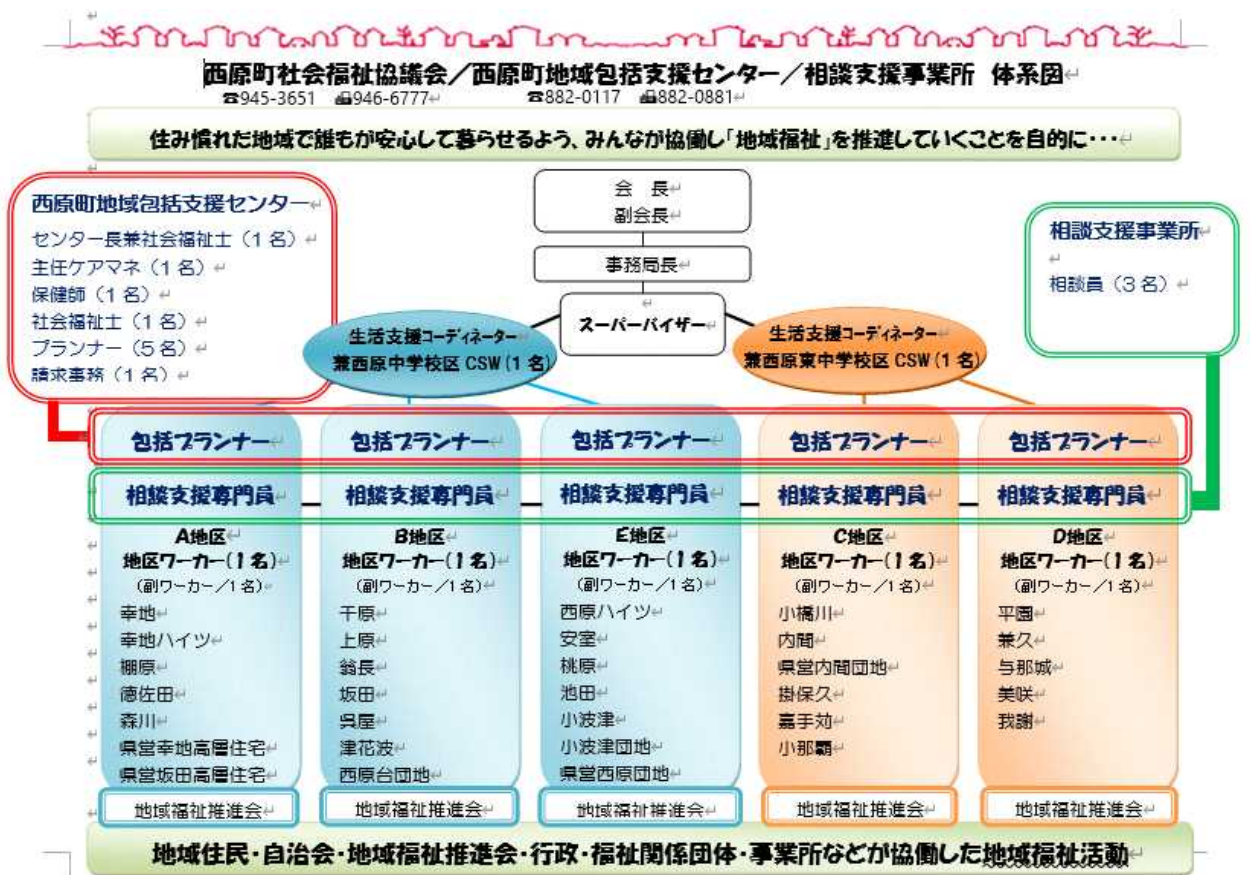 西原町社会福祉協議会／西原町地域包括支援センター／相談支援事業所 体系図
☎945-3651 📠946-6777 ☎882-0117 📠882-0881
住み慣れた地域で誰もが安心して暮らせるよう、みんなが協働し「地域福祉」を推進していくことを目的に・・・
会 長
副会長
事務局長
スーパーバイザー
西原町地域包括支援センター
センター長兼社会福祉士（1名）
主任ケアマネ（1名）
保健師（1名）
社会福祉士（1名）
プランナー（5名）
請求事務（1名）
相談支援事業所
相談員（3名）
生活支援コーディネーター
兼西原中学校区 CSW(1名)
生活支援コーディネーター
兼西原東中学校区 CSW(1名)
包括プランナー
相談支援専門員
A地区
地区ワーカー(1名)
(副ワーカー／1名)
幸地
幸地ハイツ
棚原
徳佐田
森川
県営幸地高層住宅
県営坂田高層住宅
地域福祉推進会
包括プランナー
相談支援専門員
B地区
地区ワーカー(1名)
(副ワーカー／1名)
千原
上原
翁長
坂田
呉屋
津花波
西原台団地
地域福祉推進会
包括プランナー
相談支援専門員
E地区
地区ワーカー(1名)
(副ワーカー／1名)
西原ハイツ
安室
桃原
池田
小波津
小波津団地
県営西原団地
地域福祉推進会
包括プランナー
相談支援専門員
C地区
地区ワーカー(1名)
(副ワーカー／1名)
小橋川
内間
県営内間団地
掛保久
嘉手苅
小那覇
地域福祉推進会
包括プランナー
相談支援専門員
D地区
地区ワーカー(1名)
(副ワーカー／1名)
平園
兼久
与那城
美咲
我謝
地域福祉推進会
地域住民・自治会・地域福祉推進会・行政・福祉関係団体・事業所などが協働した地域福祉活動